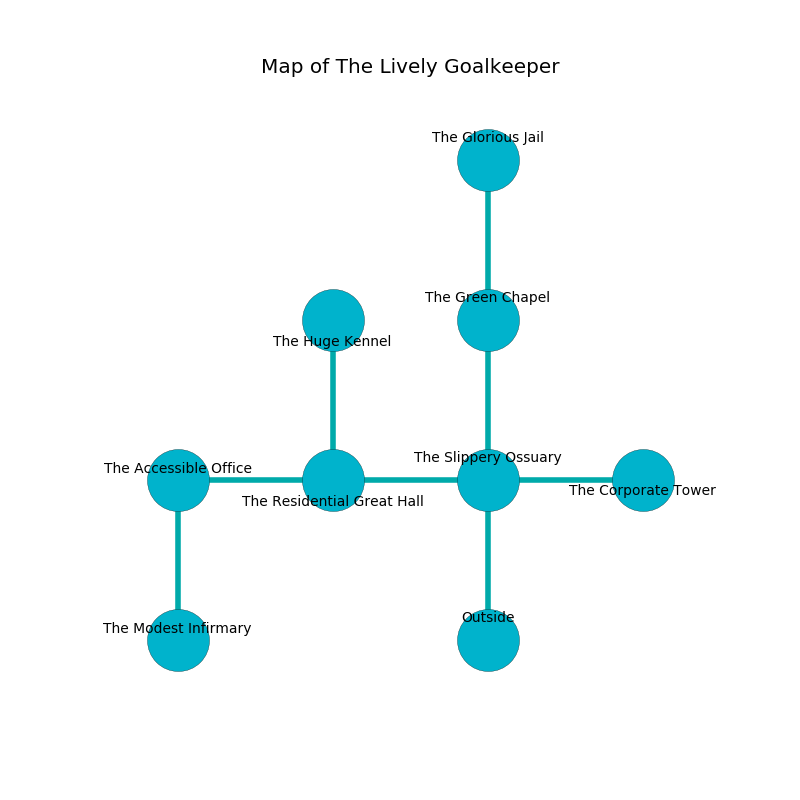 Map of The Lively Goalkeeper
The Glorious Jail
The Green Chapel
The Huge Kennel
The Slippery Ossuary
The Accessible Office
The Corporate Tower
The Residential Great Hall
Outside
The Modest Infirmary